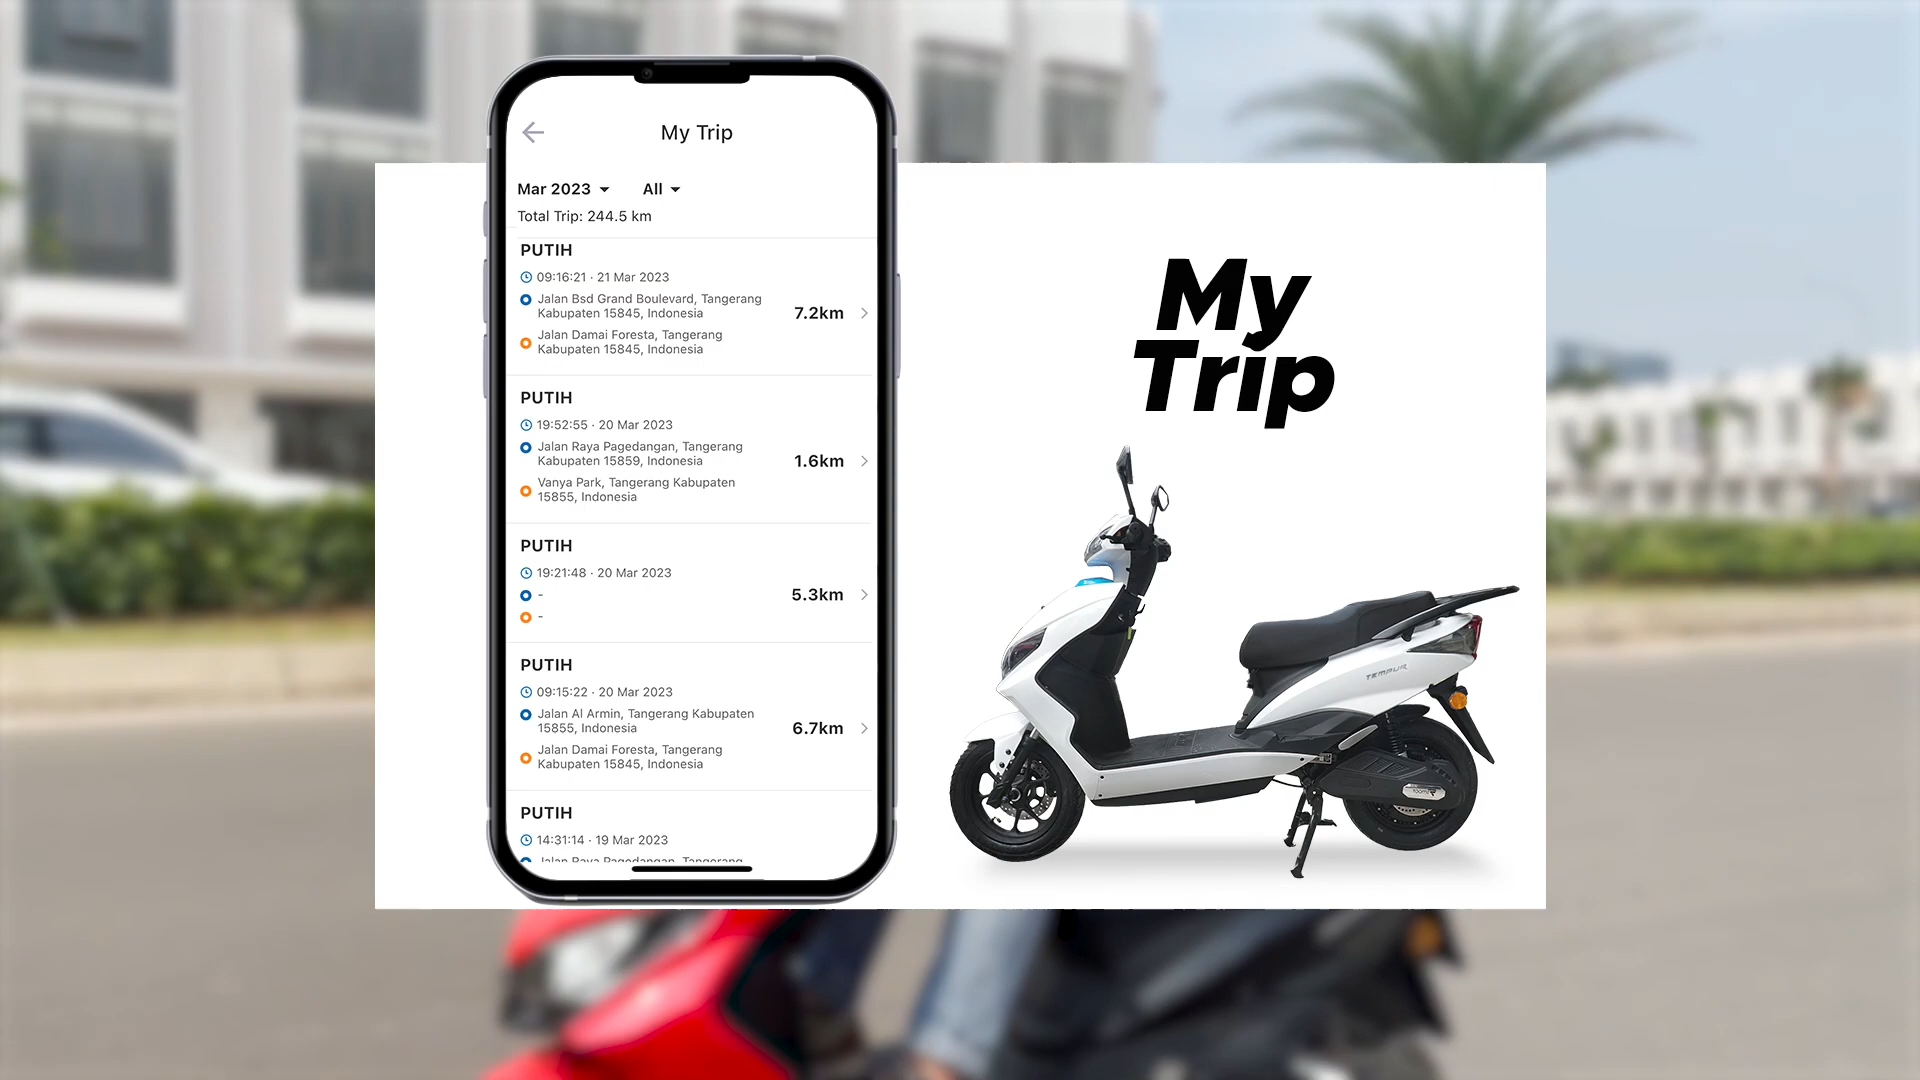 My Trip
Mar 2023 All
Total Trip: 244.5 km
PUTIH
09:16:21 · 21 Mar 2023
Jalan Bsd Grand Boulevard, Tangerang
Kabupaten 15845, Indonesia
7.2km
Jalan Damai Foresta, Tangerang
Kabupaten 15845, Indonesia
PUTIH
19:52:55 · 20 Mar 2023
Jalan Raya Pagedangan, Tangerang
Kabupaten 15859, Indonesia
1.6km
Vanya Park, Tangerang Kabupaten
15855, Indonesia
PUTIH
19:21:48 · 20 Mar 2023
-
5.3km
-
PUTIH
09:15:22 · 20 Mar 2023
Jalan Al Armin, Tangerang Kabupaten
15855, Indonesia
6.7km
Jalan Damai Foresta, Tangerang
Kabupaten 15845, Indonesia
PUTIH
14:31:14 · 19 Mar 2023
Jalan Raya Pagedangan, Tangerang
My
Trip
TEMPUR